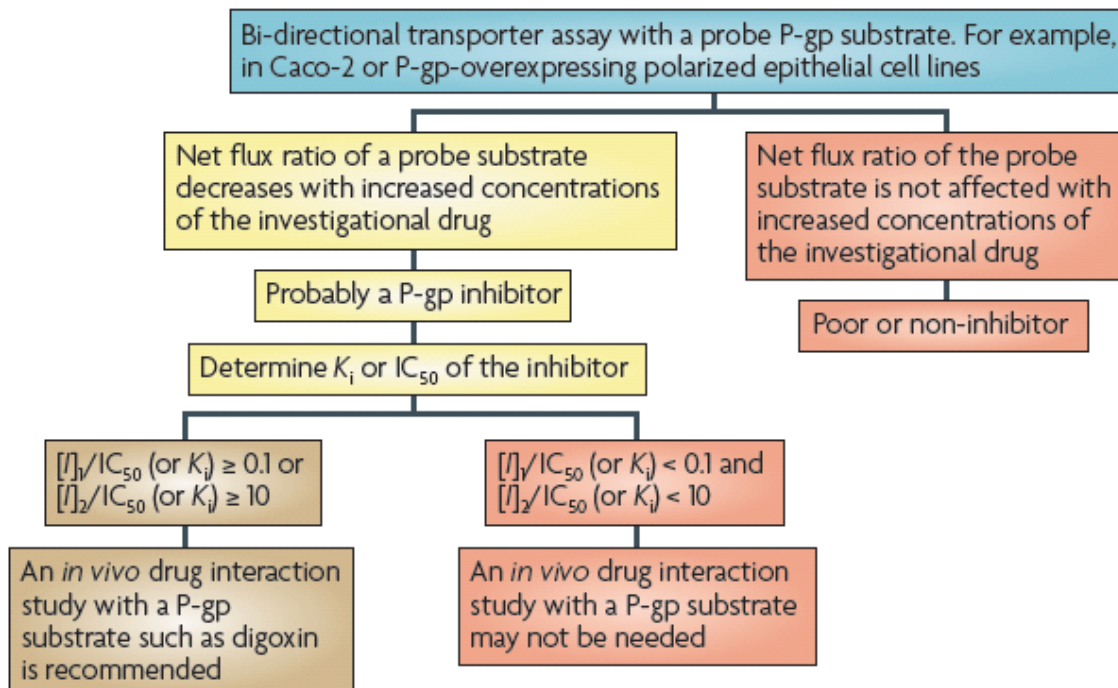 Bi-directional transporter assay with a probe P-gp substrate. For example,
in Caco-2 or P-gp-overexpressing polarized epithelial cell lines
Net flux ratio of a probe substrate
decreases with increased concentrations
of the investigational drug
Net flux ratio of the probe
substrate is not affected with
increased concentrations of
the investigational drug
Probably a P-gp inhibitor
Poor or non-inhibitor
Determine Kᵢ or IC₅₀ of the inhibitor
[I]₁/IC₅₀ (or Kᵢ) ≥ 0.1 or
[I]₂/IC₅₀ (or Kᵢ) ≥ 10
[I]₁/IC₅₀ (or Kᵢ) < 0.1 and
[I]₂/IC₅₀ (or Kᵢ) < 10
An in vivo drug interaction
study with a P-gp
substrate such as digoxin
is recommended
An in vivo drug interaction
study with a P-gp substrate
may not be needed